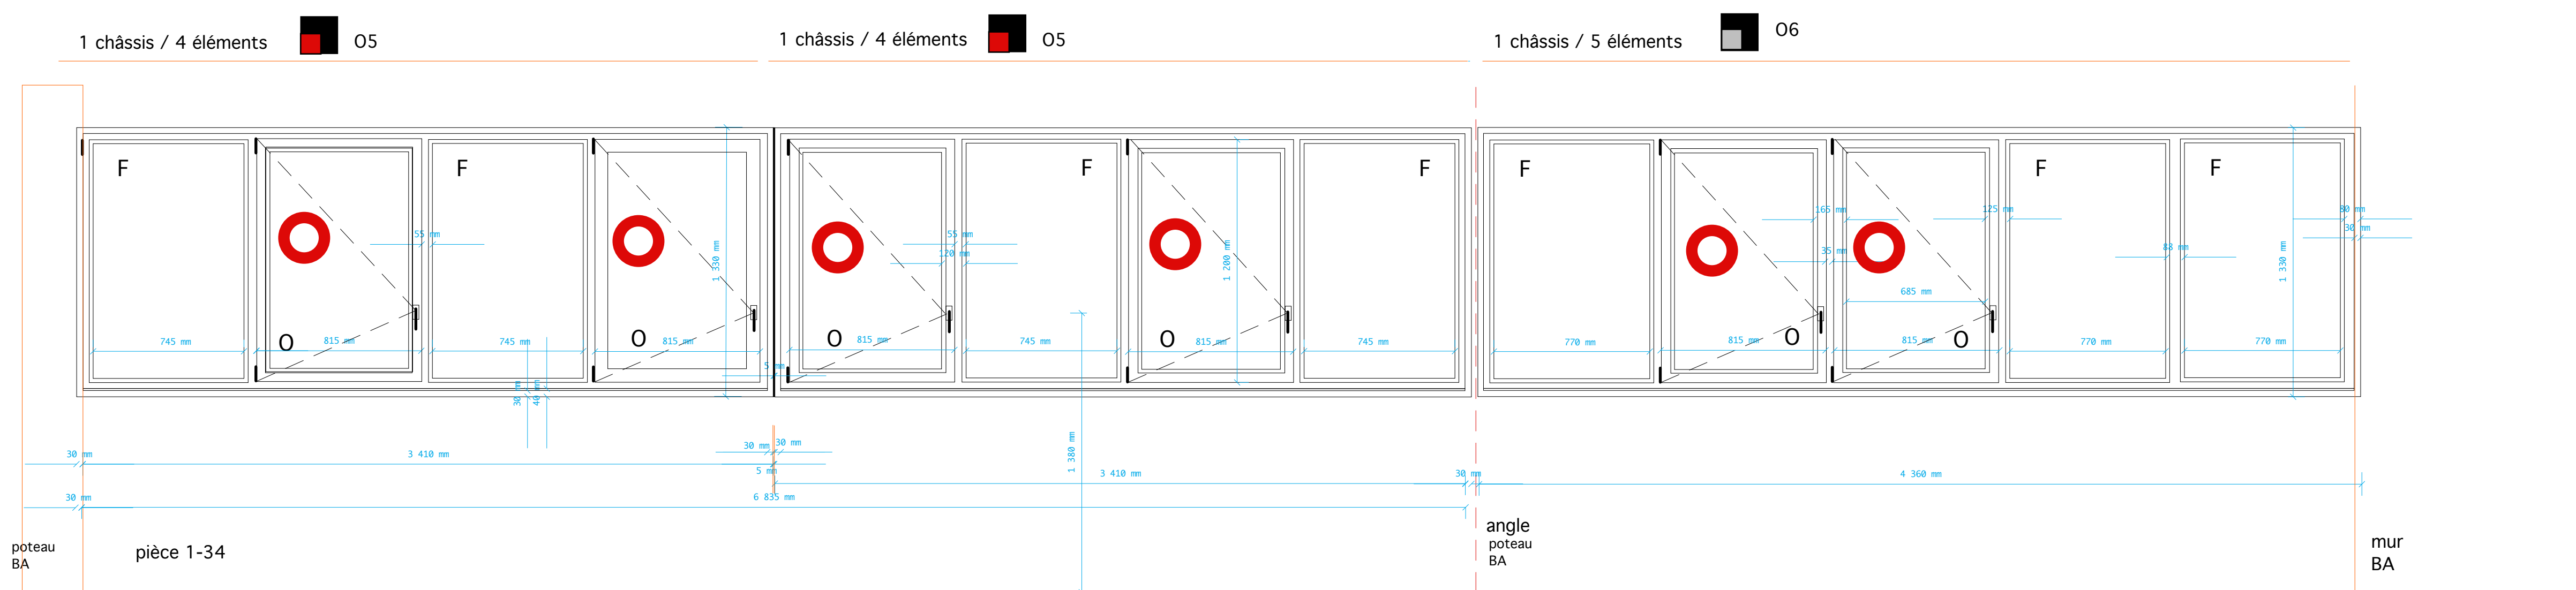 1 châssis / 4 éléments
O5
1 châssis / 4 éléments
O5
1 châssis / 5 éléments
O6
F
F
F
F
F
F
F
165 mm
125 mm
30 mm
55 mm
55 mm
120 mm
35 mm
88 mm
1 330 mm
1 200 mm
1 330 mm
685 mm
O
O
O
O
O
O
745 mm
815 mm
745 mm
815 mm
815 mm
745 mm
815 mm
745 mm
770 mm
815 mm
815 mm
770 mm
770 mm
5 mm
30 mm
40 mm
30 mm
3 410 mm
30 mm
30 mm
5 mm
1 380 mm
3 410 mm
30 mm
4 360 mm
30 mm
6 835 mm
poteau
BA
pièce 1-34
angle
poteau
BA
mur
BA